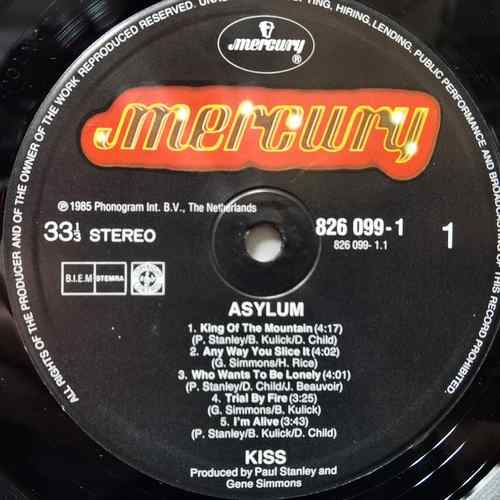 ALL RIGHTS OF THE PRODUCER AND OF THE OWNER OF THE WORK REPRODUCED RESERVED. HIRING, LENDING, PUBLIC PERFORMANCE AND BROADCASTING OF THIS RECORD PROHIBITED.
mercury
®
mercury
℗ 1985 Phonogram Int. B.V., The Netherlands
33⅓ STEREO
826 099-1
826 099-1.1
1
B.I.E.M
STEMRA
ASYLUM
1. King Of The Mountain (4:17)
(P. Stanley/B. Kulick/D. Child)
2. Any Way You Slice It (4:02)
(G. Simmons/H. Rice)
3. Who Wants To Be Lonely (4:01)
(P. Stanley/D. Child/J. Beauvoir)
4. Trial By Fire (3:25)
(G. Simmons/B. Kulick)
5. I'm Alive (3:43)
(P. Stanley/B. Kulick/D. Child)
KISS
Produced by Paul Stanley and
Gene Simmons